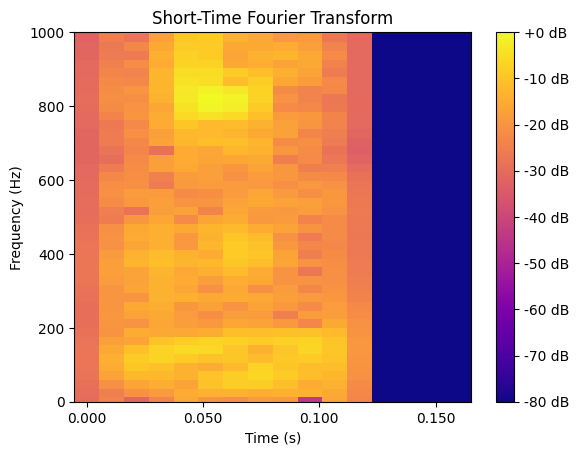 Short-Time Fourier Transform
1000
800
600
400
200
0
Frequency (Hz)
0.000
0.050
0.100
0.150
Time (s)
+0 dB
-10 dB
-20 dB
-30 dB
-40 dB
-50 dB
-60 dB
-70 dB
-80 dB